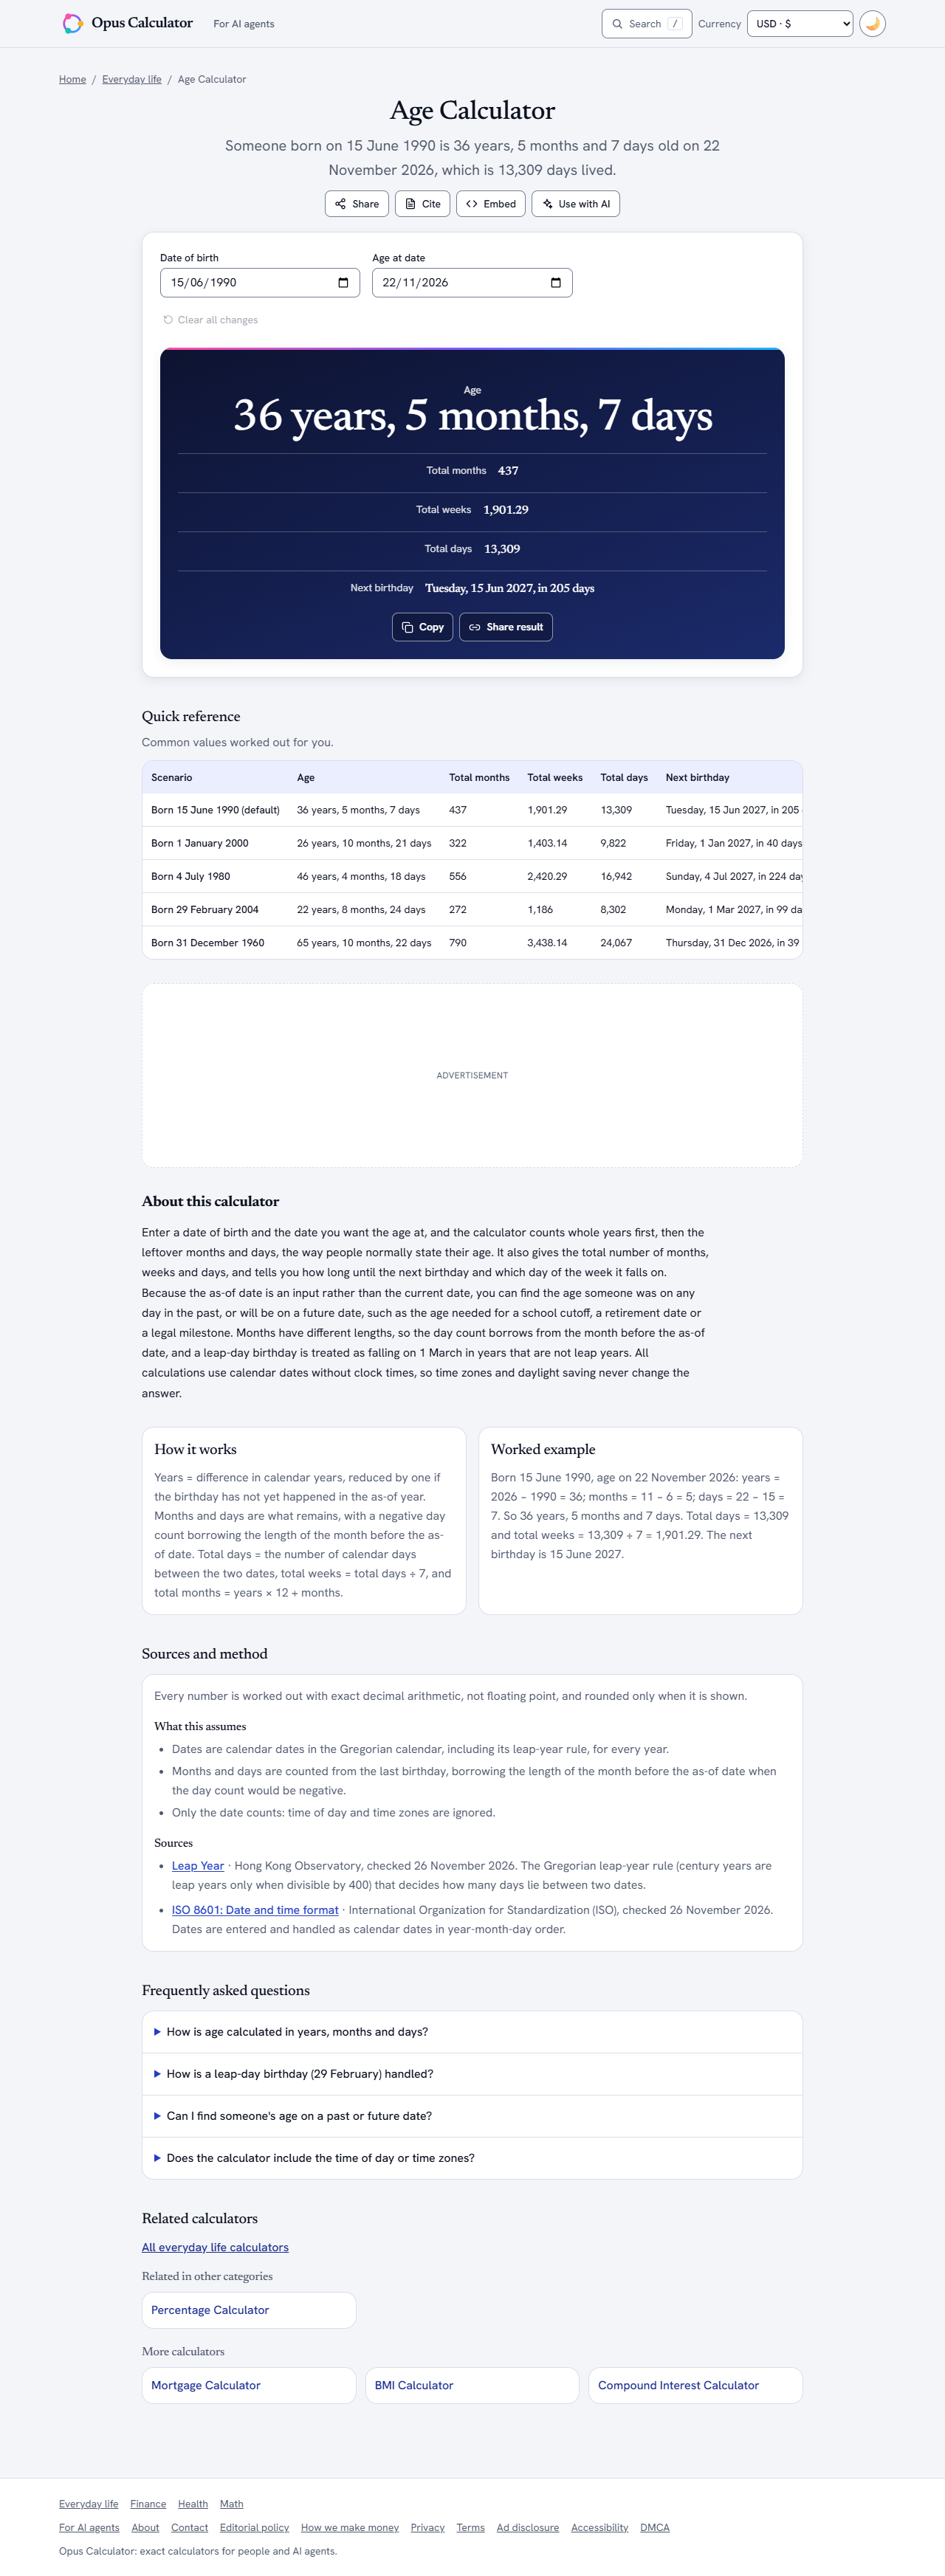 Opus Calculator
For AI agents
Search /
Currency
USD · $
Home / Everyday life / Age Calculator
Age Calculator
Someone born on 15 June 1990 is 36 years, 5 months and 7 days old on 22
November 2026, which is 13,309 days lived.
Share
Cite
Embed
Use with AI
Date of birth
15/06/1990
Age at date
22/11/2026
Clear all changes
Age
36 years, 5 months, 7 days
Total months 437
Total weeks 1,901.29
Total days 13,309
Next birthday Tuesday, 15 Jun 2027, in 205 days
Copy
Share result
Quick reference
Common values worked out for you.
Scenario Age Total months Total weeks Total days Next birthday
Born 15 June 1990 (default) 36 years, 5 months, 7 days 437 1,901.29 13,309 Tuesday, 15 Jun 2027, in 205
Born 1 January 2000 26 years, 10 months, 21 days 322 1,403.14 9,822 Friday, 1 Jan 2027, in 40 days
Born 4 July 1980 46 years, 4 months, 18 days 556 2,420.29 16,942 Sunday, 4 Jul 2027, in 224 day
Born 29 February 2004 22 years, 8 months, 24 days 272 1,186 8,302 Monday, 1 Mar 2027, in 99 da
Born 31 December 1960 65 years, 10 months, 22 days 790 3,438.14 24,067 Thursday, 31 Dec 2026, in 39
ADVERTISEMENT
About this calculator
Enter a date of birth and the date you want the age at, and the calculator counts whole years first, then the
leftover months and days, the way people normally state their age. It also gives the total number of months,
weeks and days, and tells you how long until the next birthday and which day of the week it falls on.
Because the as-of date is an input rather than the current date, you can find the age someone was on any
day in the past, or will be on a future date, such as the age needed for a school cutoff, a retirement date or
a legal milestone. Months have different lengths, so the day count borrows from the month before the as-of
date, and a leap-day birthday is treated as falling on 1 March in years that are not leap years. All
calculations use calendar dates without clock times, so time zones and daylight saving never change the
answer.
How it works
Years = difference in calendar years, reduced by one if
the birthday has not yet happened in the as-of year.
Months and days are what remains, with a negative day
count borrowing the length of the month before the as-
of date. Total days = the number of calendar days
between the two dates, total weeks = total days ÷ 7, and
total months = years × 12 + months.
Worked example
Born 15 June 1990, age on 22 November 2026: years =
2026 − 1990 = 36; months = 11 − 6 = 5; days = 22 − 15 =
7. So 36 years, 5 months and 7 days. Total days = 13,309
and total weeks = 13,309 ÷ 7 = 1,901.29. The next
birthday is 15 June 2027.
Sources and method
Every number is worked out with exact decimal arithmetic, not floating point, and rounded only when it is shown.
What this assumes
• Dates are calendar dates in the Gregorian calendar, including its leap-year rule, for every year.
• Months and days are counted from the last birthday, borrowing the length of the month before the as-of date when
the day count would be negative.
• Only the date counts: time of day and time zones are ignored.
Sources
• Leap Year · Hong Kong Observatory, checked 26 November 2026. The Gregorian leap-year rule (century years are
leap years only when divisible by 400) that decides how many days lie between two dates.
• ISO 8601: Date and time format · International Organization for Standardization (ISO), checked 26 November 2026.
Dates are entered and handled as calendar dates in year-month-day order.
Frequently asked questions
How is age calculated in years, months and days?
How is a leap-day birthday (29 February) handled?
Can I find someone's age on a past or future date?
Does the calculator include the time of day or time zones?
Related calculators
All everyday life calculators
Related in other categories
Percentage Calculator
More calculators
Mortgage Calculator
BMI Calculator
Compound Interest Calculator
Everyday life Finance Health Math
For AI agents About Contact Editorial policy How we make money Privacy Terms Ad disclosure Accessibility DMCA
Opus Calculator: exact calculators for people and AI agents.